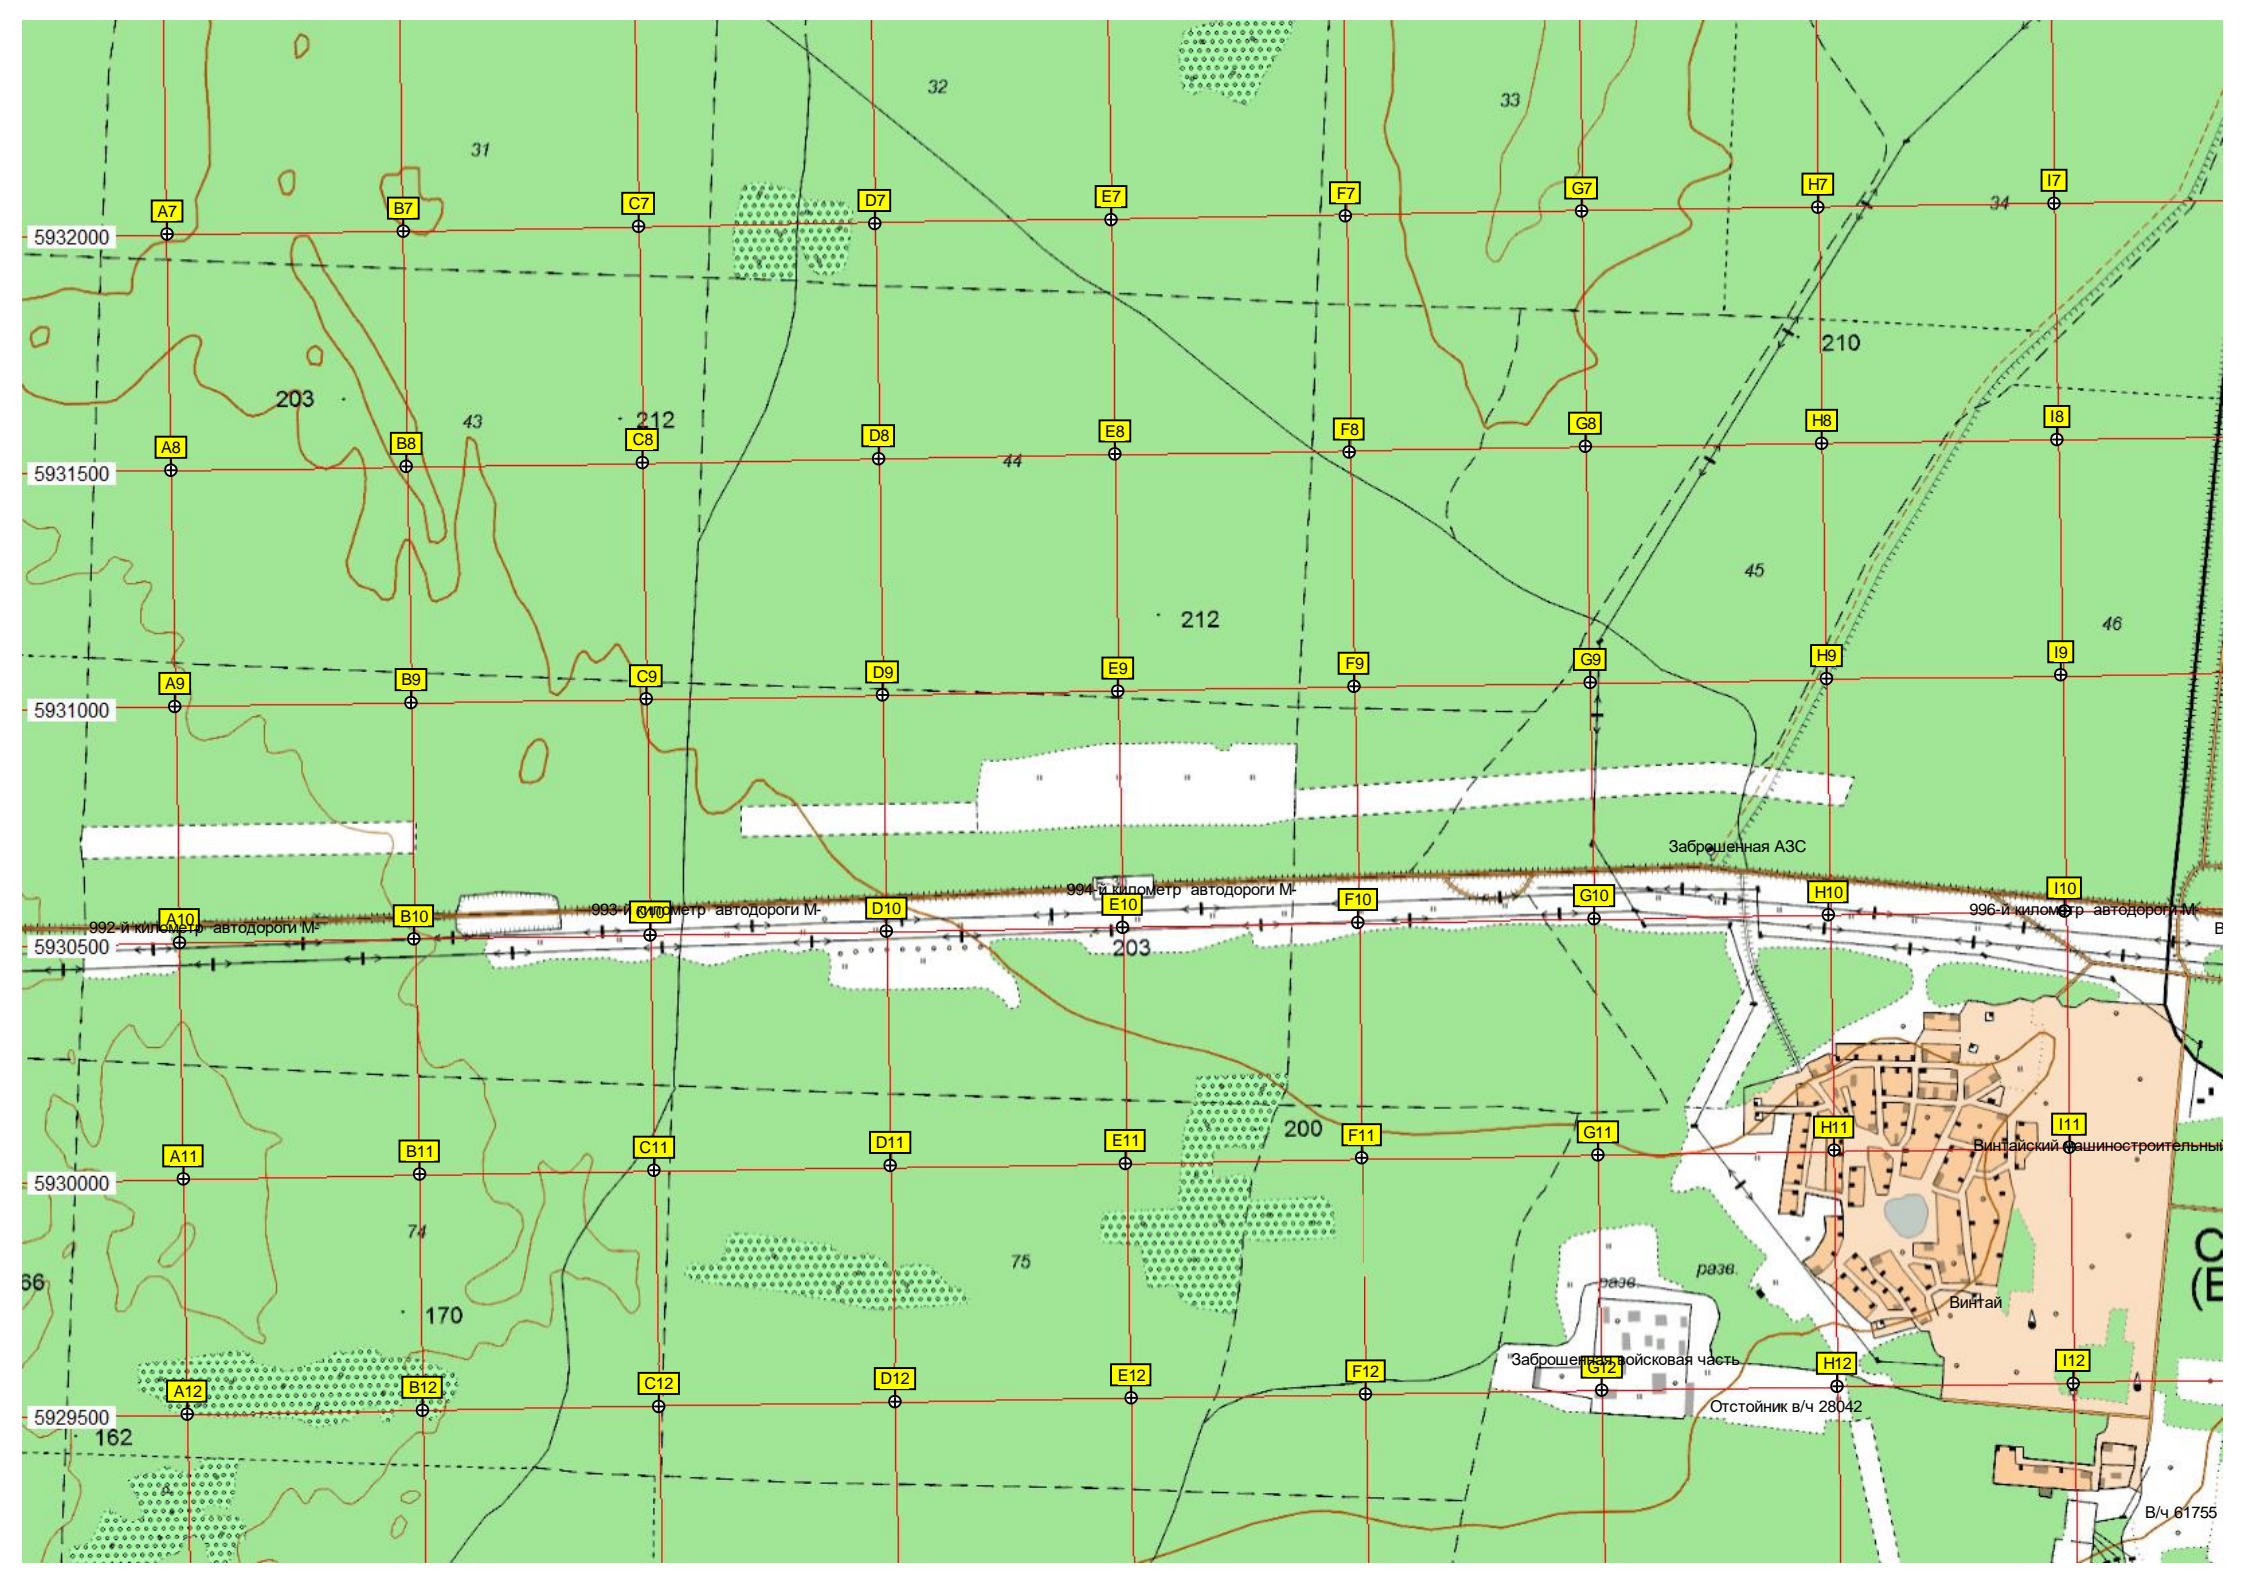 32
33
31
A7
B7
C7
D7
E7
F7
G7
H7
I7
34
5932000
210
203
43
212
A8
B8
C8
D8
E8
F8
G8
H8
I8
44
5931500
45
212
46
A9
B9
C9
D9
E9
F9
G9
H9
I9
5931000
Заброшенная АЗС
994-й километр автодороги М-
993-й километр автодороги М-
996-й километр автодороги М-
992-й километр автодороги М-
A10
B10
C10
D10
E10
F10
G10
H10
I10
В
5930500
203
200
A11
B11
C11
D11
E11
F11
G11
H11
I11
Винтайский машиностроительный
5930000
74
75
разв.
разв.
С
(Е
66
170
Винтай
Заброшенная войсковая часть
A12
B12
C12
D12
E12
F12
G12
H12
I12
Отстойник в/ч 28042
5929500
162
В/ч 61755